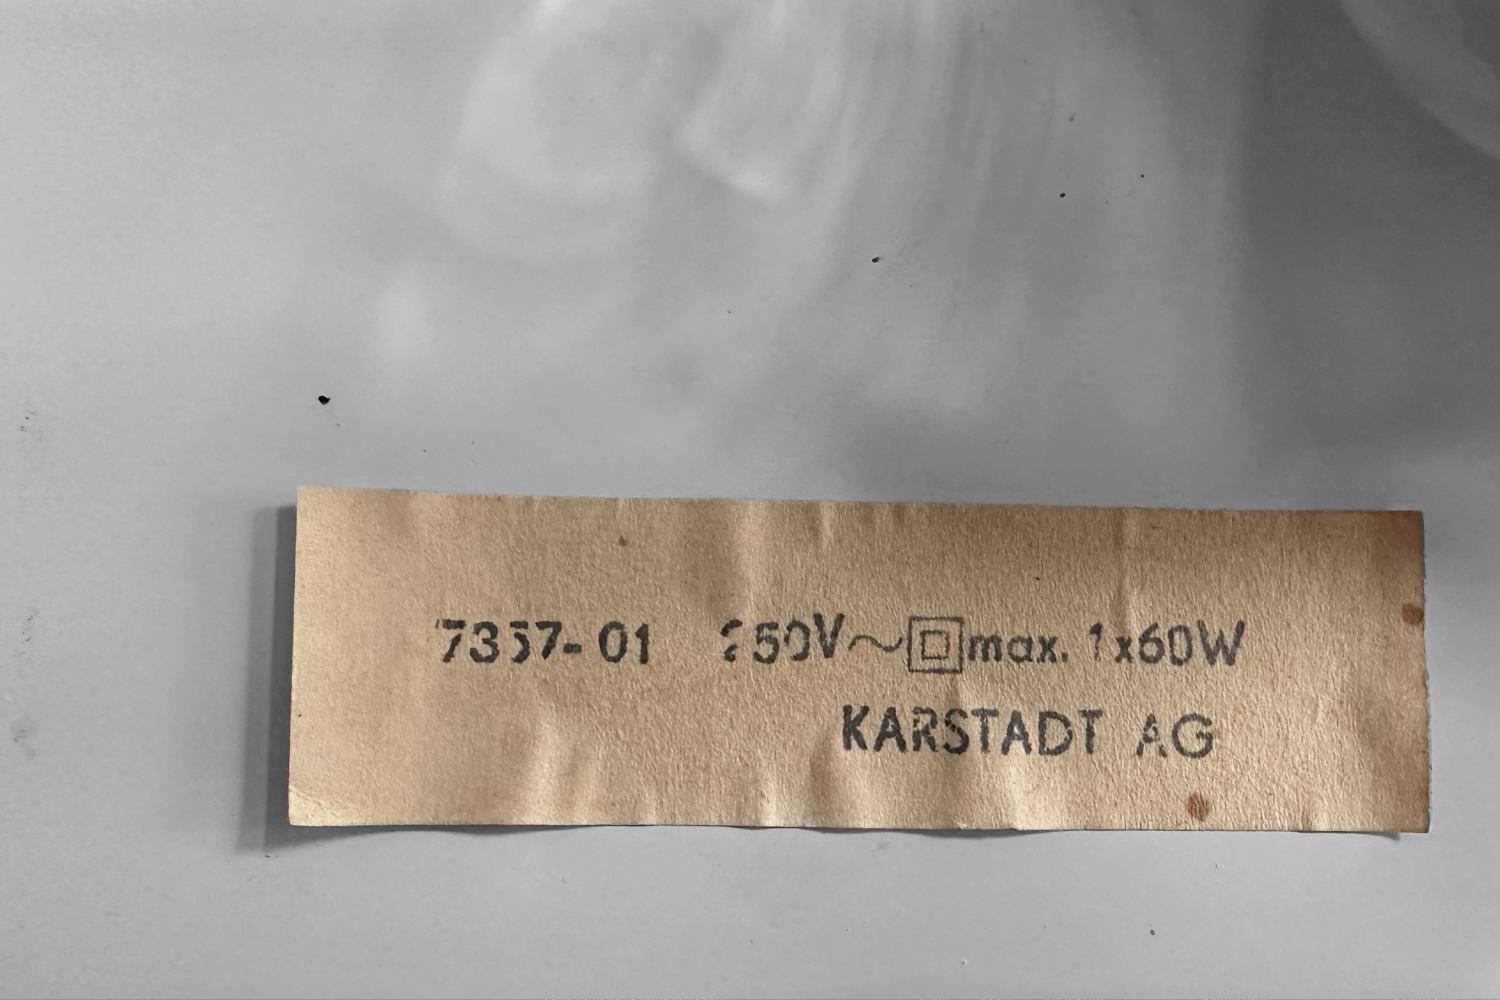 7357-01 250V~ max. 1x60W
KARSTADT AG